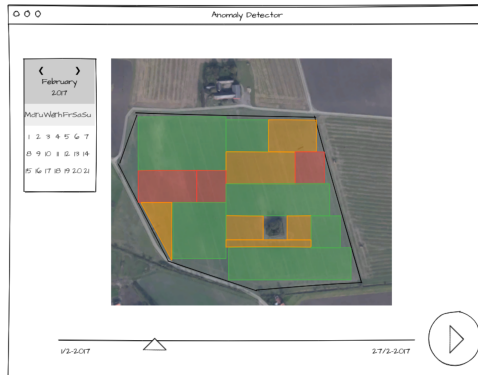 Anomaly Detector
February
2017
MoTuWeThFrSaSu
1 2 3 4 5 6 7
8 9 10 11 12 13 14
15 16 17 18 19 20 21
1/2-2017
27/2-2017